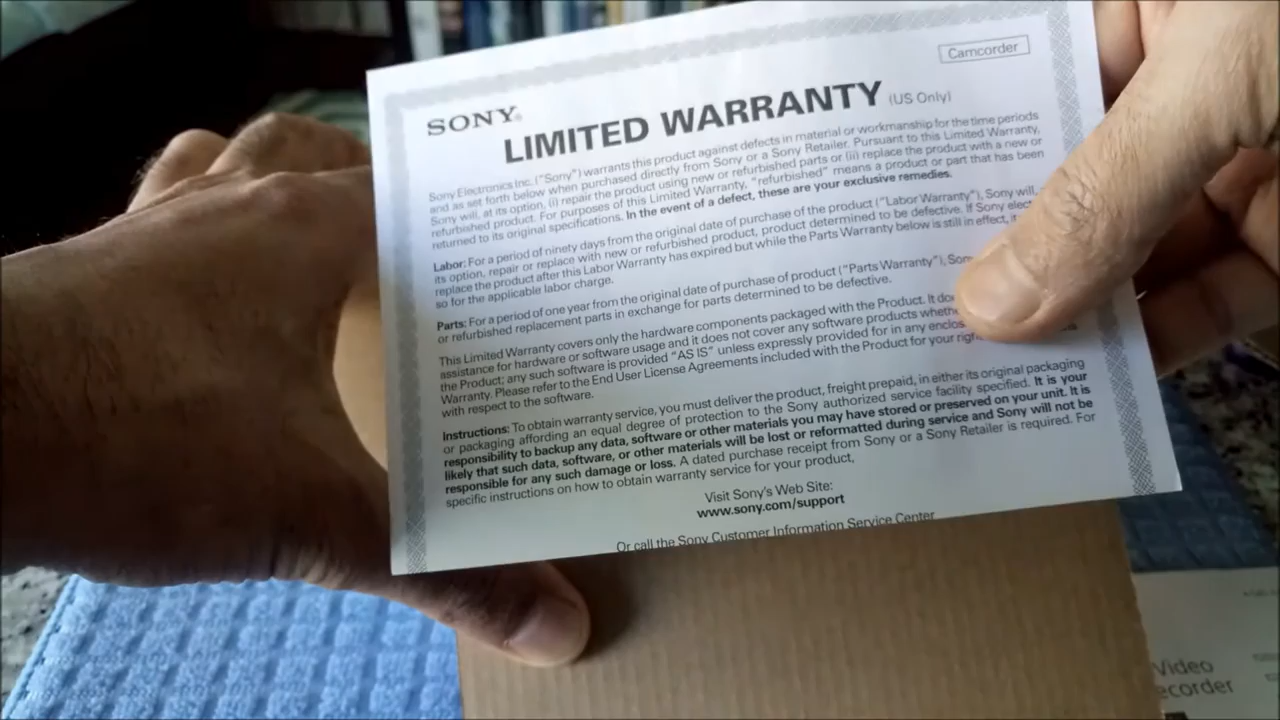 Camcorder
SONY®
LIMITED WARRANTY (US Only)
Sony Electronics Inc. (“Sony”) warrants this product against defects in material or workmanship for the time periods
and as set forth below when purchased directly from Sony or a Sony Retailer. Pursuant to this Limited Warranty,
Sony will, at its option, (i) repair the product using new or refurbished parts or (ii) replace the product with a new or
refurbished product. For purposes of this Limited Warranty, “refurbished” means a product or part that has been
returned to its original specifications. In the event of a defect, these are your exclusive remedies.
Labor: For a period of ninety days from the original date of purchase of the product (“Labor Warranty”), Sony will,
its option, repair or replace with new or refurbished product, product determined to be defective. If Sony elect
replace the product after this Labor Warranty has expired but while the Parts Warranty below is still in effect, it
so for the applicable labor charge.
Parts: For a period of one year from the original date of purchase of product (“Parts Warranty”), Son
or refurbished replacement parts in exchange for parts determined to be defective.
This Limited Warranty covers only the hardware components packaged with the Product. It do
assistance for hardware or software usage and it does not cover any software products wheth
the Product; any such software is provided “AS IS” unless expressly provided for in any enclos
Warranty. Please refer to the End User License Agreements included with the Product for your righ
with respect to the software.
Instructions: To obtain warranty service, you must deliver the product, freight prepaid, in either its original packaging
or packaging affording an equal degree of protection to the Sony authorized service facility specified. It is your
responsibility to backup any data, software or other materials you may have stored or preserved on your unit. It is
likely that such data, software, or other materials will be lost or reformatted during service and Sony will not be
responsible for any such damage or loss. A dated purchase receipt from Sony or a Sony Retailer is required. For
specific instructions on how to obtain warranty service for your product,
Visit Sony's Web Site:
www.sony.com/support
Or call the Sony Customer Information Service Center
Video
ecorder